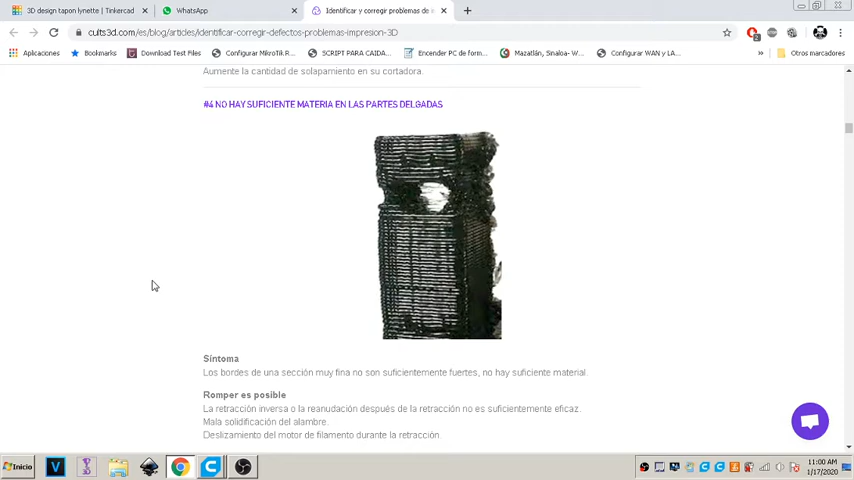 3D design tapon lynette | Tinkercad
WhatsApp
Identificar y corregir problemas de i
cults3d.com/es/blog/articles/identificar-corregir-defectos-problemas-impresion-3D
2
Aplicaciones
Bookmarks
Download Test Files
Configurar MikroTik R...
SCRIPT PARA CAIDA...
Encender PC de form...
Mazatlán, Sinaloa- W...
Configurar WAN y LA...
Otros marcadores
Aumente la cantidad de solapamiento en su cortadora.
#4 NO HAY SUFICIENTE MATERIA EN LAS PARTES DELGADAS
Síntoma
Los bordes de una sección muy fina no son suficientemente fuertes, no hay suficiente material.
Romper es posible
La retracción inversa o la reanudación después de la retracción no es suficientemente eficaz.
Mala solidificación del alambre.
Deslizamiento del motor de filamento durante la retracción.
Inicio
11:00 AM
1/17/2020